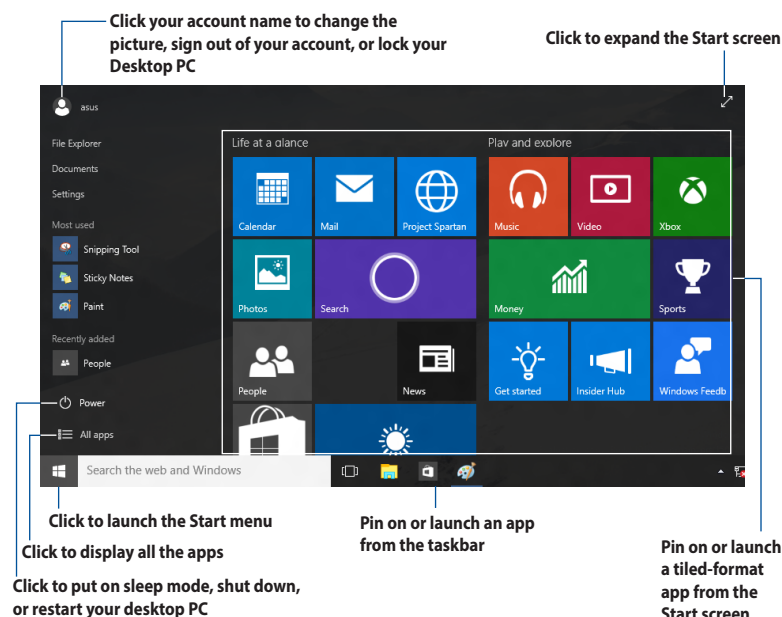 Click your account name to change the
picture, sign out of your account, or lock your
Desktop PC
Click to expand the Start screen
asus
File Explorer
Documents
Settings
Most used
Snipping Tool
Sticky Notes
Paint
Recently added
People
Power
All apps
Life at a glance
Play and explore
Calendar
Mail
Project Spartan
Music
Video
Xbox
Photos
Search
Money
Sports
People
News
Get started
Insider Hub
Windows Feedb
Search the web and Windows
Click to launch the Start menu
Click to display all the apps
Click to put on sleep mode, shut down,
or restart your desktop PC
Pin on or launch an app
from the taskbar
Pin on or launch
a tiled-format
app from the
Start screen